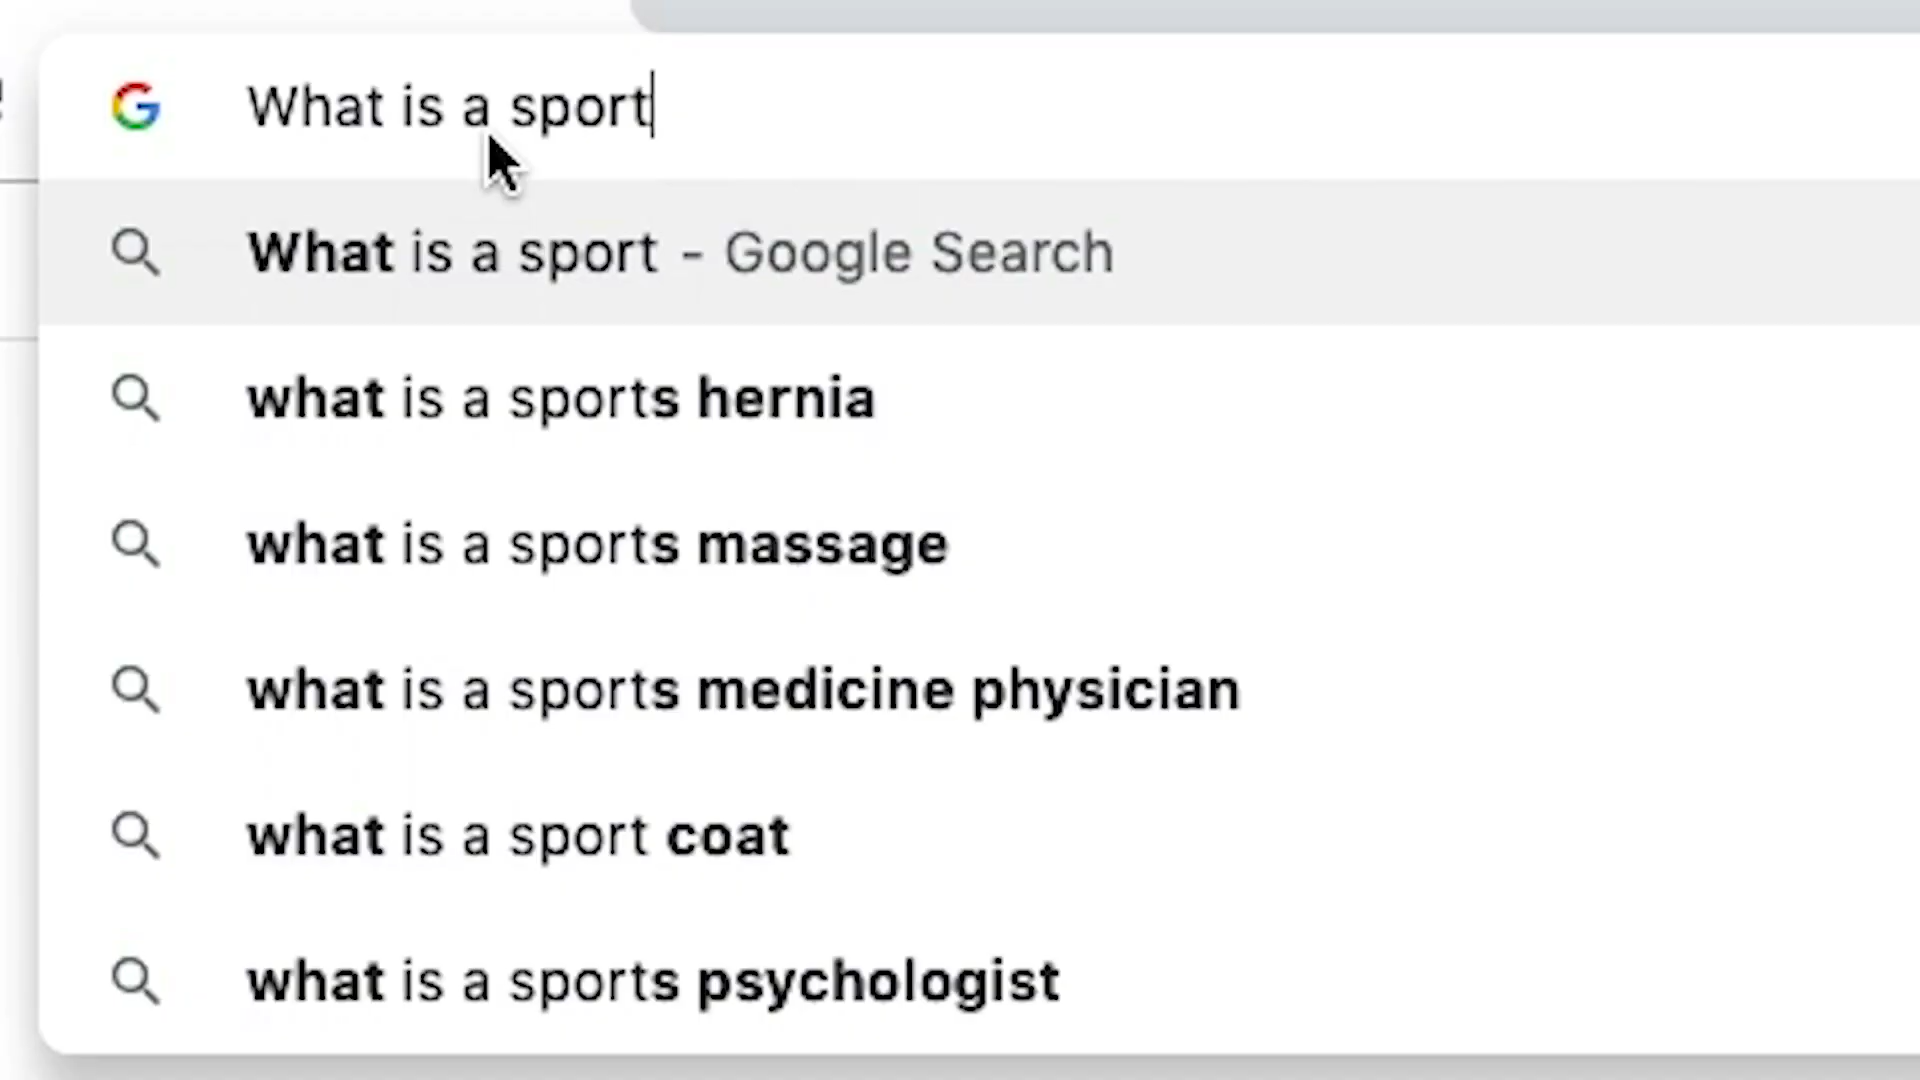 What is a sport
What is a sport - Google Search
what is a sports hernia
what is a sports massage
what is a sports medicine physician
what is a sport coat
what is a sports psychologist